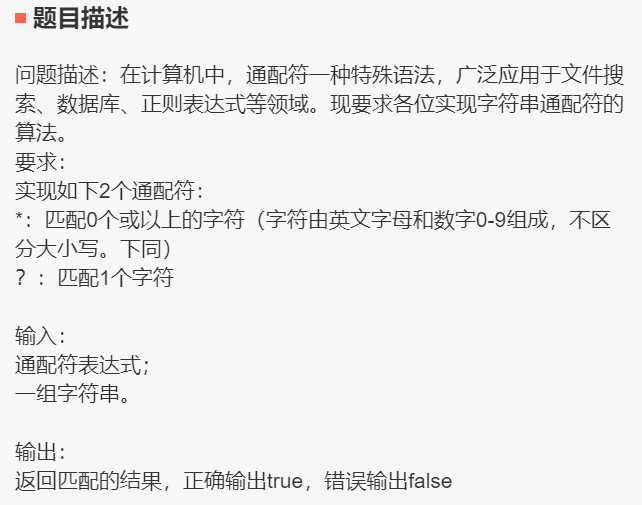 题目描述
问题描述：在计算机中，通配符一种特殊语法，广泛应用于文件搜
索、数据库、正则表达式等领域。现要求各位实现字符串通配符的
算法。
要求：
实现如下2个通配符：
*：匹配0个或以上的字符（字符由英文字母和数字0-9组成，不区
分大小写。下同）
？：匹配1个字符
输入：
通配符表达式；
一组字符串。
输出：
返回匹配的结果，正确输出true，错误输出false